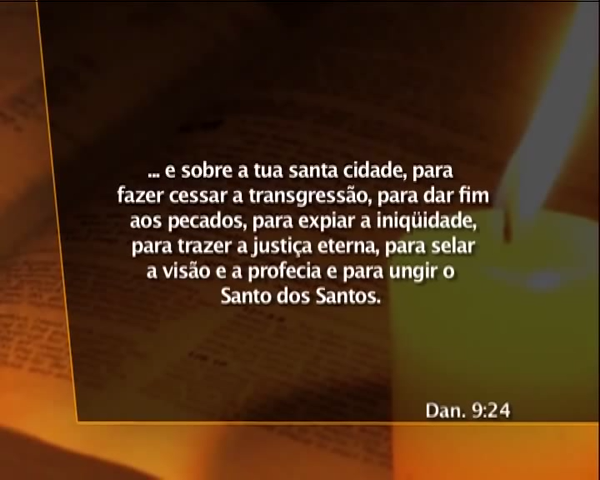 ... e sobre a tua santa cidade, para
fazer cessar a transgressão, para dar fim
aos pecados, para expiar a iniqüidade,
para trazer a justiça eterna, para selar
a visão e a profecia e para ungir o
Santo dos Santos.
Dan. 9:24